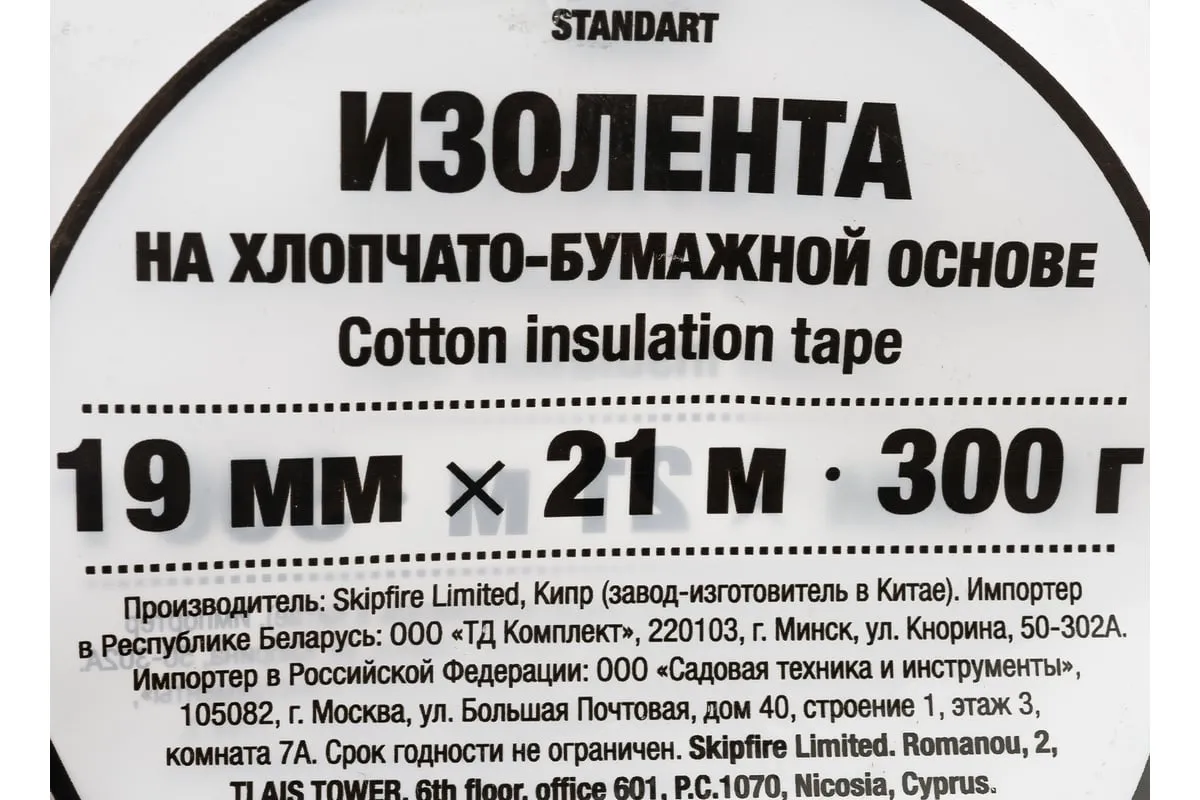 STANDART
ИЗОЛЕНТА
НА ХЛОПЧАТО-БУМАЖНОЙ ОСНОВЕ
Cotton insulation tape
19 мм × 21 м · 300 г
Производитель: Skipfire Limited, Кипр (завод-изготовитель в Китае). Импортер
в Республике Беларусь: ООО «ТД Комплект», 220103, г. Минск, ул. Кнорина, 50-302А.
Импортер в Российской Федерации: ООО «Садовая техника и инструменты»,
105082, г. Москва, ул. Большая Почтовая, дом 40, строение 1, этаж 3,
комната 7А. Срок годности не ограничен. Skipfire Limited. Romanou, 2,
TLAIS TOWER, 6th floor, office 601, P.C.1070, Nicosia, Cyprus.